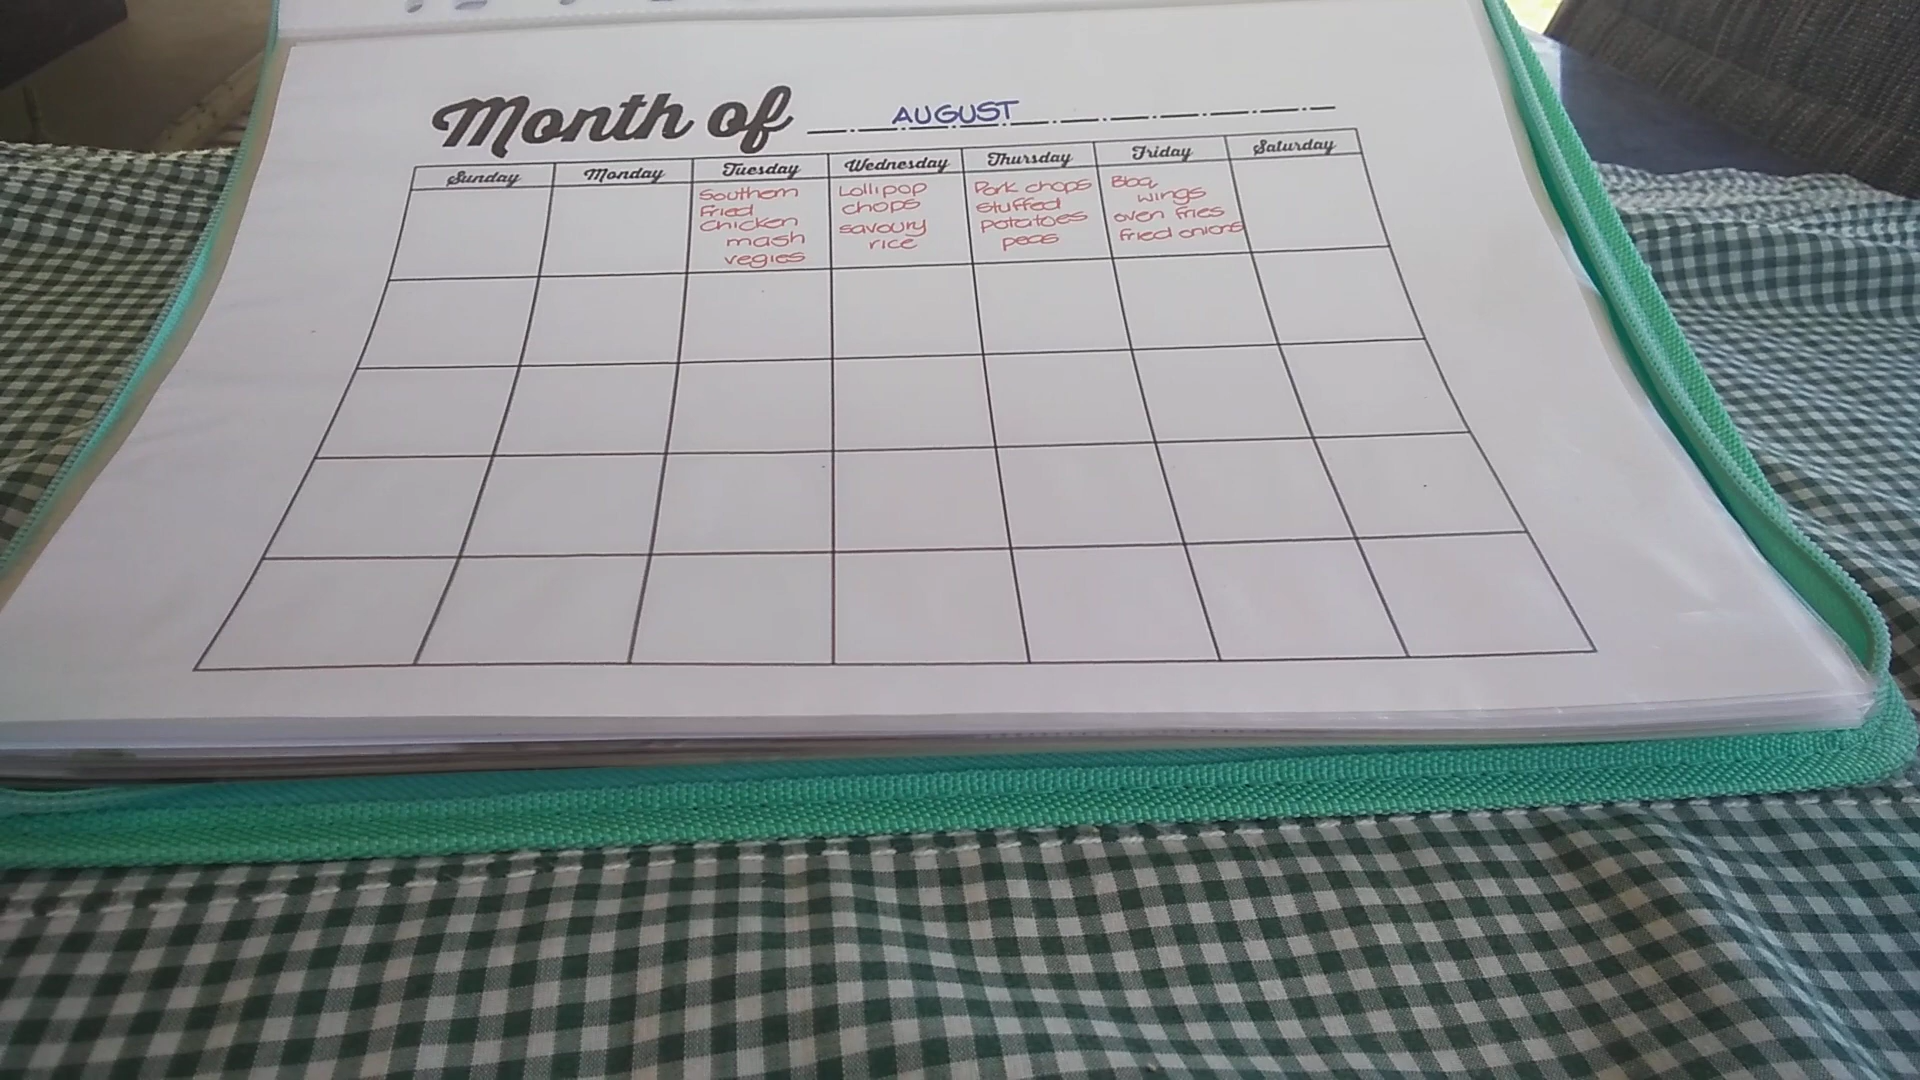 Month of AUGUST
Sunday Monday Tuesday Wednesday Thursday Friday Saturday
Southern
Fried
Chicken
mash
vegies
Lollipop
chops
savoury
rice
Pork chops
stuffed
potatoes
peas
Bbq
wings
oven fries
fried onions